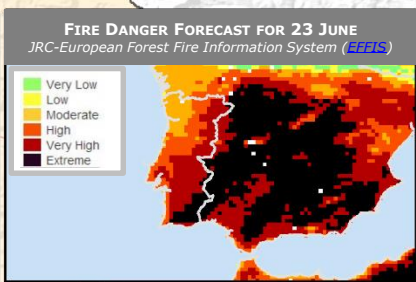 FIRE DANGER FORECAST FOR 23 JUNE
JRC-European Forest Fire Information System (EFFIS)
Very Low
Low
Moderate
High
Very High
Extreme